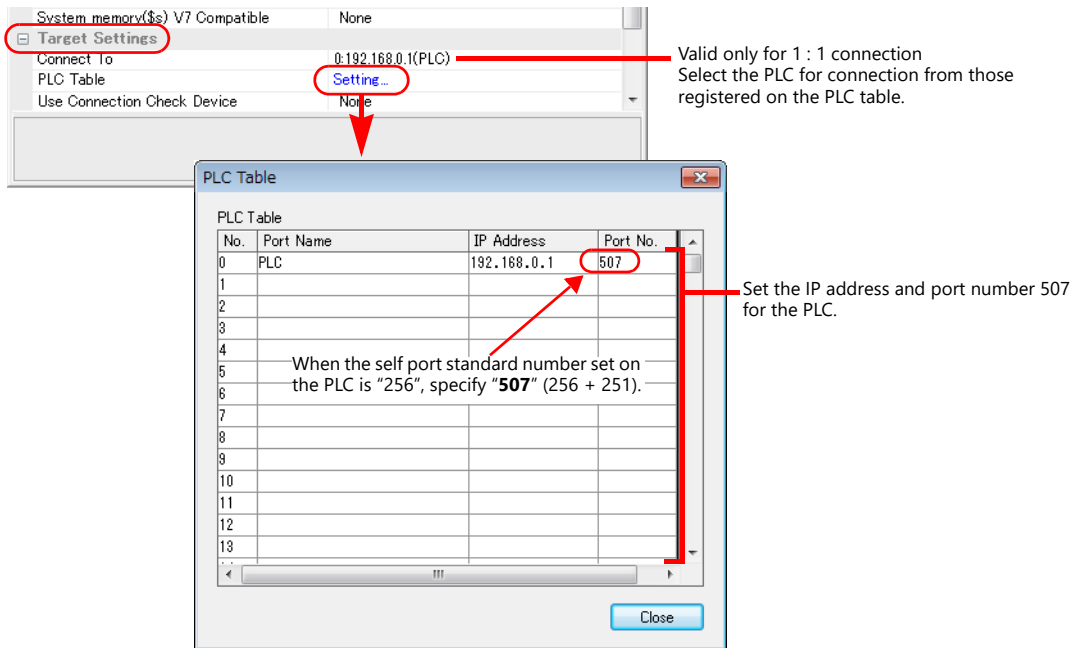 System memory($s) V7 Compatible None
Target Settings
Connect To 0:192.168.0.1(PLC)
PLC Table Setting...
Use Connection Check Device None
Valid only for 1 : 1 connection
Select the PLC for connection from those
registered on the PLC table.
PLC Table
PLC Table
No. Port Name IP Address Port No.
0 PLC 192.168.0.1 507
1
2
3
4
5
6
7
8
9
10
11
12
13
When the self port standard number set on
the PLC is “256”, specify “507” (256 + 251).
Set the IP address and port number 507
for the PLC.
Close